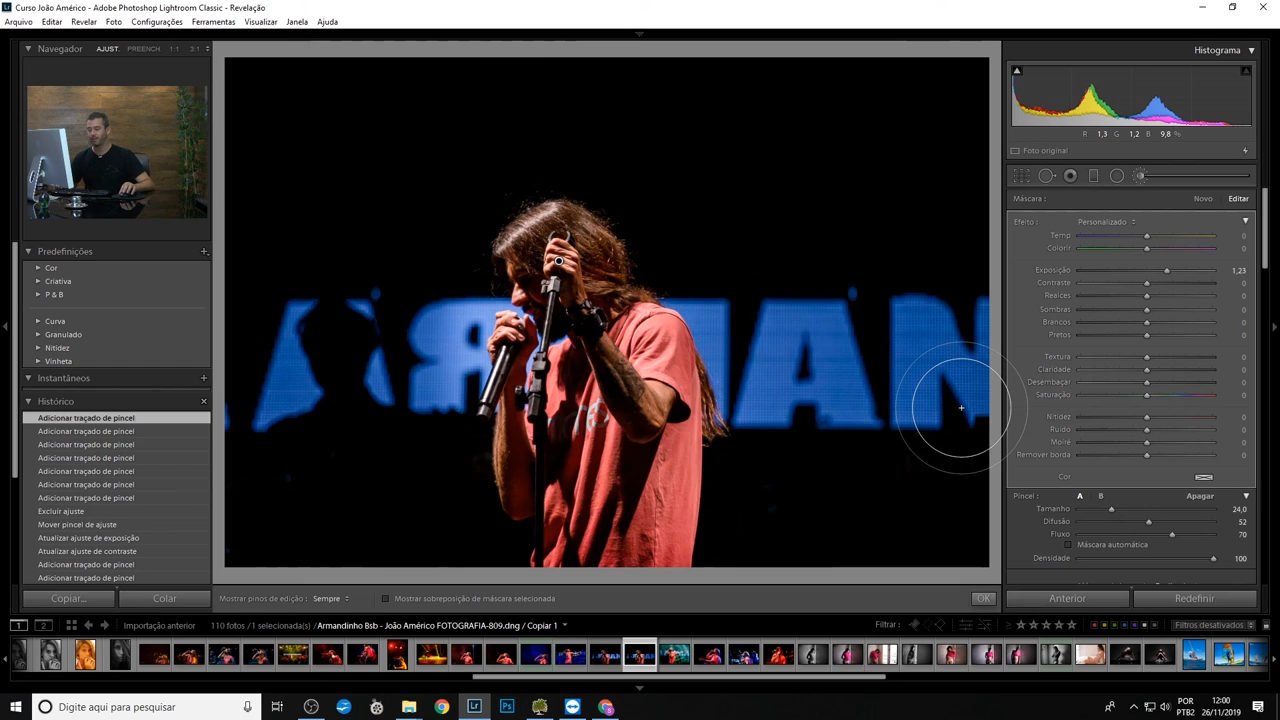 Curso João Américo - Adobe Photoshop Lightroom Classic - Revelação
Arquivo Editar Revelar Foto Configurações Ferramentas Visualizar Janela Ajuda
Navegador AJUST. PREENCH. 1:1 3:1
Histograma
R 1,3 G 1,2 B 9,8 %
Foto original
Máscara: Novo Editar
Efeito: Personalizado
Temp 0
Colorir 0
Exposição 1,23
Contraste 0
Realces 0
Sombras 0
Brancos 0
Pretos 0
Textura 0
Claridade 0
Desembaçar 0
Saturação 0
Nitidez 0
Ruído 0
Moiré 0
Remover borda 0
Cor
Pincel: A B Apagar
Tamanho 24,0
Difusão 52
Fluxo 70
Máscara automática
Densidade 100
Anterior Redefinir
Predefinições
Cor
Criativa
P & B
Curva
Granulado
Nitidez
Vinheta
Instantâneos
Histórico
Adicionar traçado de pincel
Adicionar traçado de pincel
Adicionar traçado de pincel
Adicionar traçado de pincel
Adicionar traçado de pincel
Adicionar traçado de pincel
Adicionar traçado de pincel
Excluir ajuste
Mover pincel de ajuste
Atualizar ajuste de exposição
Atualizar ajuste de contraste
Adicionar traçado de pincel
Adicionar traçado de pincel
Copiar... Colar
Mostrar pinos de edição: Sempre Mostrar sobreposição de máscara selecionada OK
1 2 Importação anterior 110 fotos /1 selecionada(s) /Armandinho Bsb - João Américo FOTOGRAFIA-809.dng / Copiar 1 Filtrar: Filtros desativados
Digite aqui para pesquisar
POR
PTB2
12:00
26/11/2019